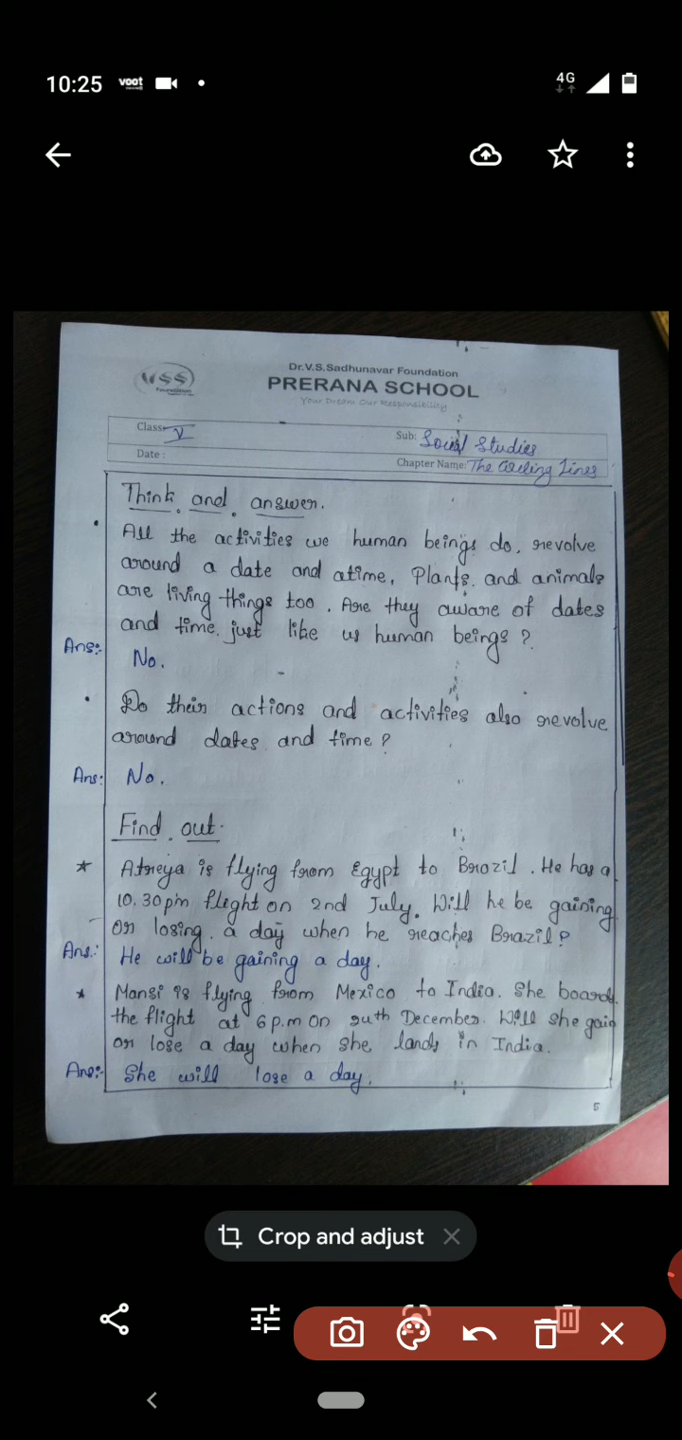 10:25 voot 4G
Dr.V.S.Sadhunavar Foundation
VSS
Foundation
PRERANA SCHOOL
Your Dream Our Responsibility
Class: V
Sub: Social Studies
Date :
Chapter Name: The Circling Lines
Think and answer.
• All the activities we human beings do, revolve
around a date and atime. Plants and animals
are living things too. Are they aware of dates
and time just like us human beings?
Ans:- No.
• Do their actions and activities also revolve
around dates and time?
Ans: No.
Find out.
* Atreya is flying from Egypt to Brazil. He has a
10.30pm flight on 2nd July. Will he be gaining
or losing a day when he reaches Brazil?
Ans.: He will be gaining a day.
* Mansi is flying from Mexico to India. She boards
the flight at 6 p.m on 24th December. Will she gain
or lose a day when she lands in India.
Ans:- She will lose a day.
5
Crop and adjust